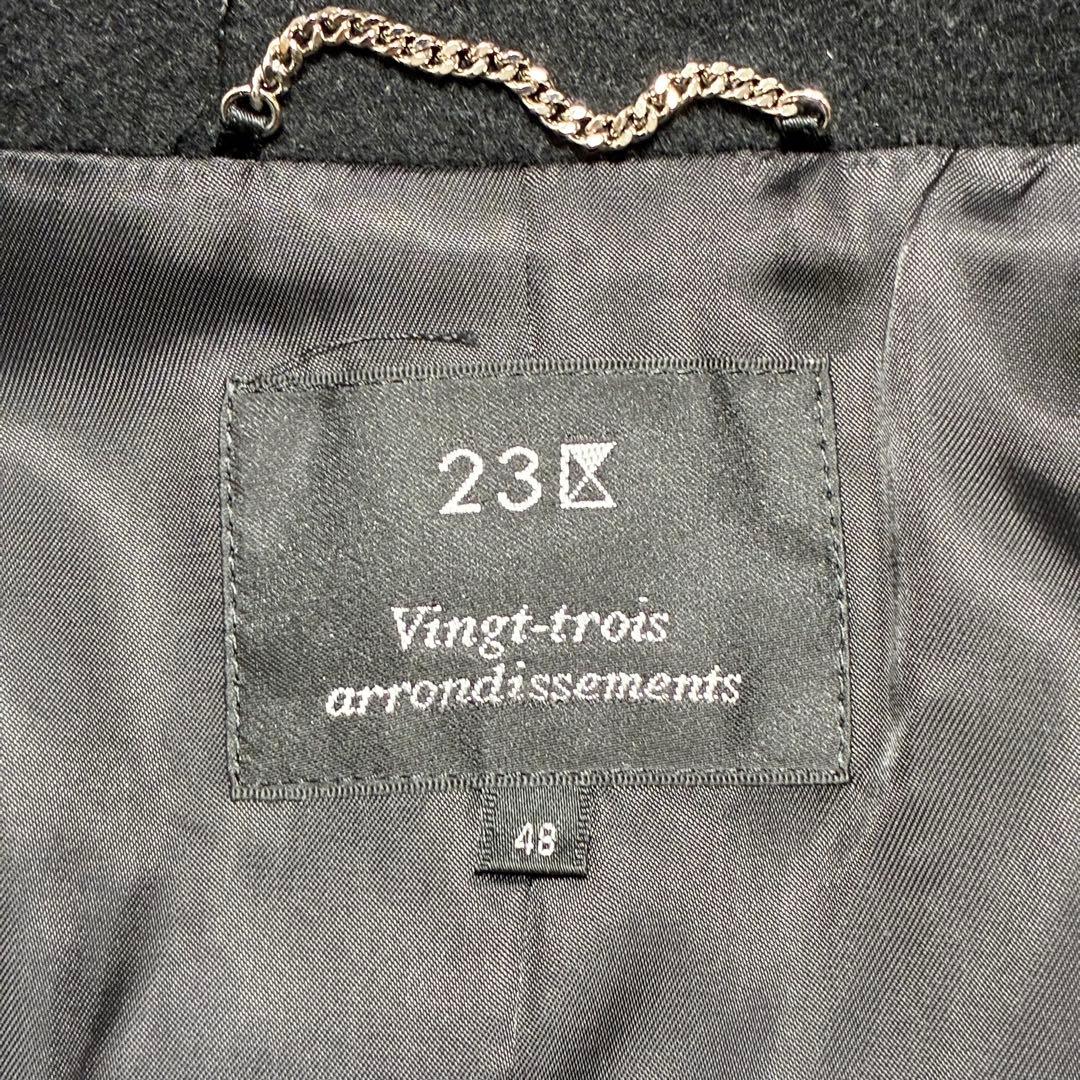 23区
Vingt-trois
arrondissements
48